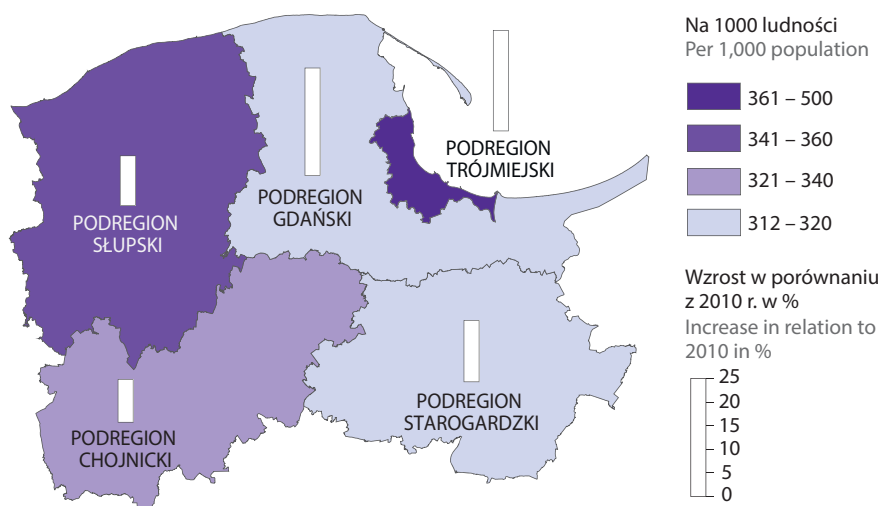 PODREGION
TRÓJMIEJSKI
PODREGION
GDAŃSKI
PODREGION
SŁUPSKI
PODREGION
STAROGARDZKI
PODREGION
CHOJNICKI
Na 1000 ludności
Per 1,000 population
361 – 500
341 – 360
321 – 340
312 – 320
Wzrost w porównaniu
z 2010 r. w %
Increase in relation to
2010 in %
25
20
15
10
5
0